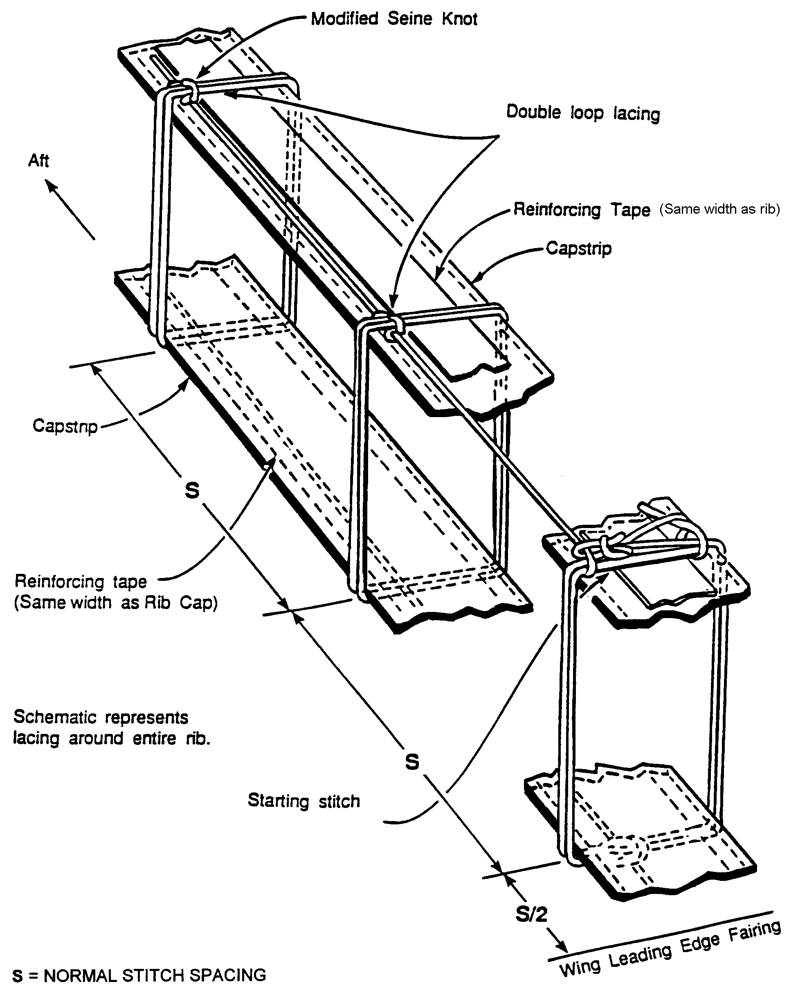 Modified Seine Knot
Double loop lacing
Aft
Reinforcing Tape (Same width as rib)
Capstrip
Capstrip
S
Reinforcing tape
(Same width as Rib Cap)
Schematic represents
lacing around entire rib.
S
Starting stitch
S/2
Wing Leading Edge Fairing
S = NORMAL STITCH SPACING